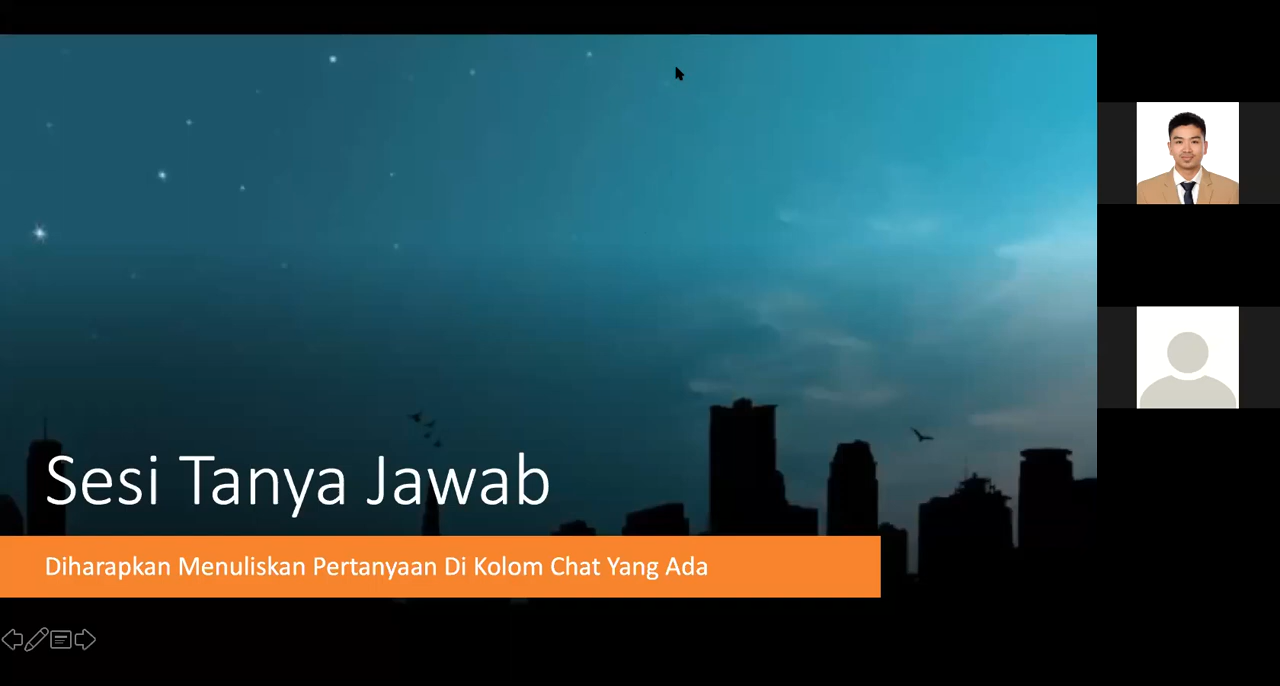 Sesi Tanya Jawab
Diharapkan Menuliskan Pertanyaan Di Kolom Chat Yang Ada